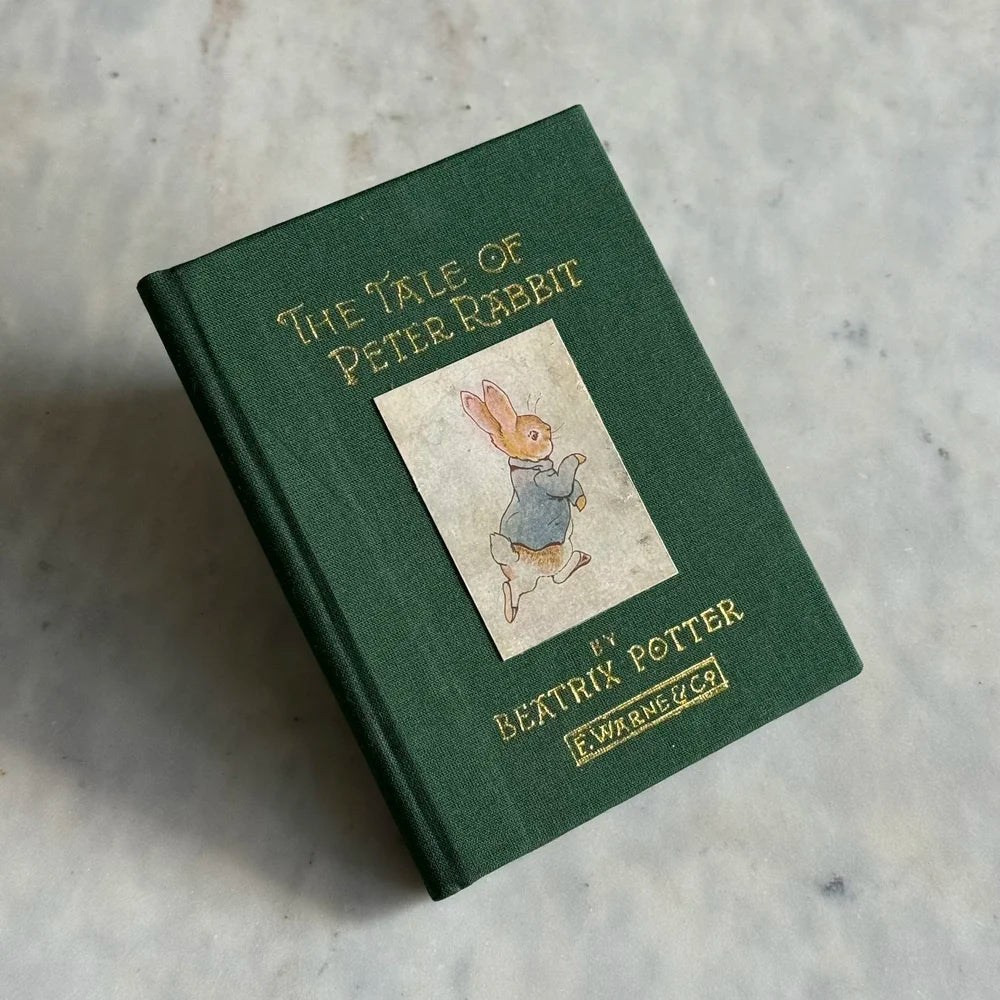 THE TALE OF
PETER RABBIT
BY
BEATRIX POTTER
F. WARNE & Co